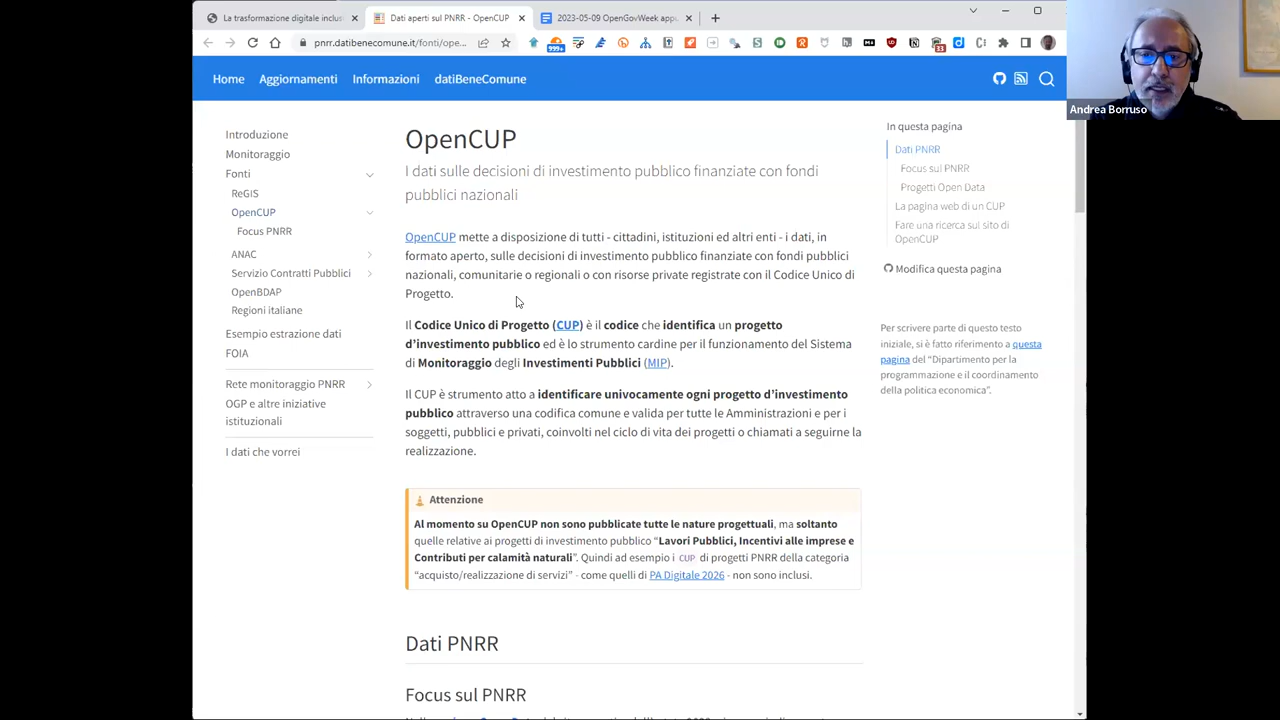 La trasformazione digitale inclus
Dati aperti sul PNRR - OpenCUP
2023-05-09 OpenGovWeek appu
pnrr.datibenecomune.it/fonti/ope...
999+
33
Home
Aggiornamenti
Informazioni
datiBeneComune
Andrea Borruso
Introduzione
Monitoraggio
Fonti
ReGIS
OpenCUP
Focus PNRR
ANAC
Servizio Contratti Pubblici
OpenBDAP
Regioni italiane
Esempio estrazione dati
FOIA
Rete monitoraggio PNRR
OGP e altre iniziative
istituzionali
I dati che vorrei
OpenCUP
I dati sulle decisioni di investimento pubblico finanziate con fondi
pubblici nazionali
OpenCUP mette a disposizione di tutti - cittadini, istituzioni ed altri enti - i dati, in
formato aperto, sulle decisioni di investimento pubblico finanziate con fondi pubblici
nazionali, comunitarie o regionali o con risorse private registrate con il Codice Unico di
Progetto.
Il Codice Unico di Progetto (CUP) è il codice che identifica un progetto
d'investimento pubblico ed è lo strumento cardine per il funzionamento del Sistema
di Monitoraggio degli Investimenti Pubblici (MIP).
Il CUP è strumento atto a identificare univocamente ogni progetto d'investimento
pubblico attraverso una codifica comune e valida per tutte le Amministrazioni e per i
soggetti, pubblici e privati, coinvolti nel ciclo di vita dei progetti o chiamati a seguirne la
realizzazione.
Attenzione
Al momento su OpenCUP non sono pubblicate tutte le nature progettuali, ma soltanto
quelle relative ai progetti di investimento pubblico “Lavori Pubblici, Incentivi alle imprese e
Contributi per calamità naturali”. Quindi ad esempio i CUP di progetti PNRR della categoria
“acquisto/realizzazione di servizi” - come quelli di PA Digitale 2026 - non sono inclusi.
Dati PNRR
Focus sul PNRR
In questa pagina
Dati PNRR
Focus sul PNRR
Progetti Open Data
La pagina web di un CUP
Fare una ricerca sul sito di
OpenCUP
Modifica questa pagina
Per scrivere parte di questo testo
iniziale, si è fatto riferimento a questa
pagina del “Dipartimento per la
programmazione e il coordinamento
della politica economica”.